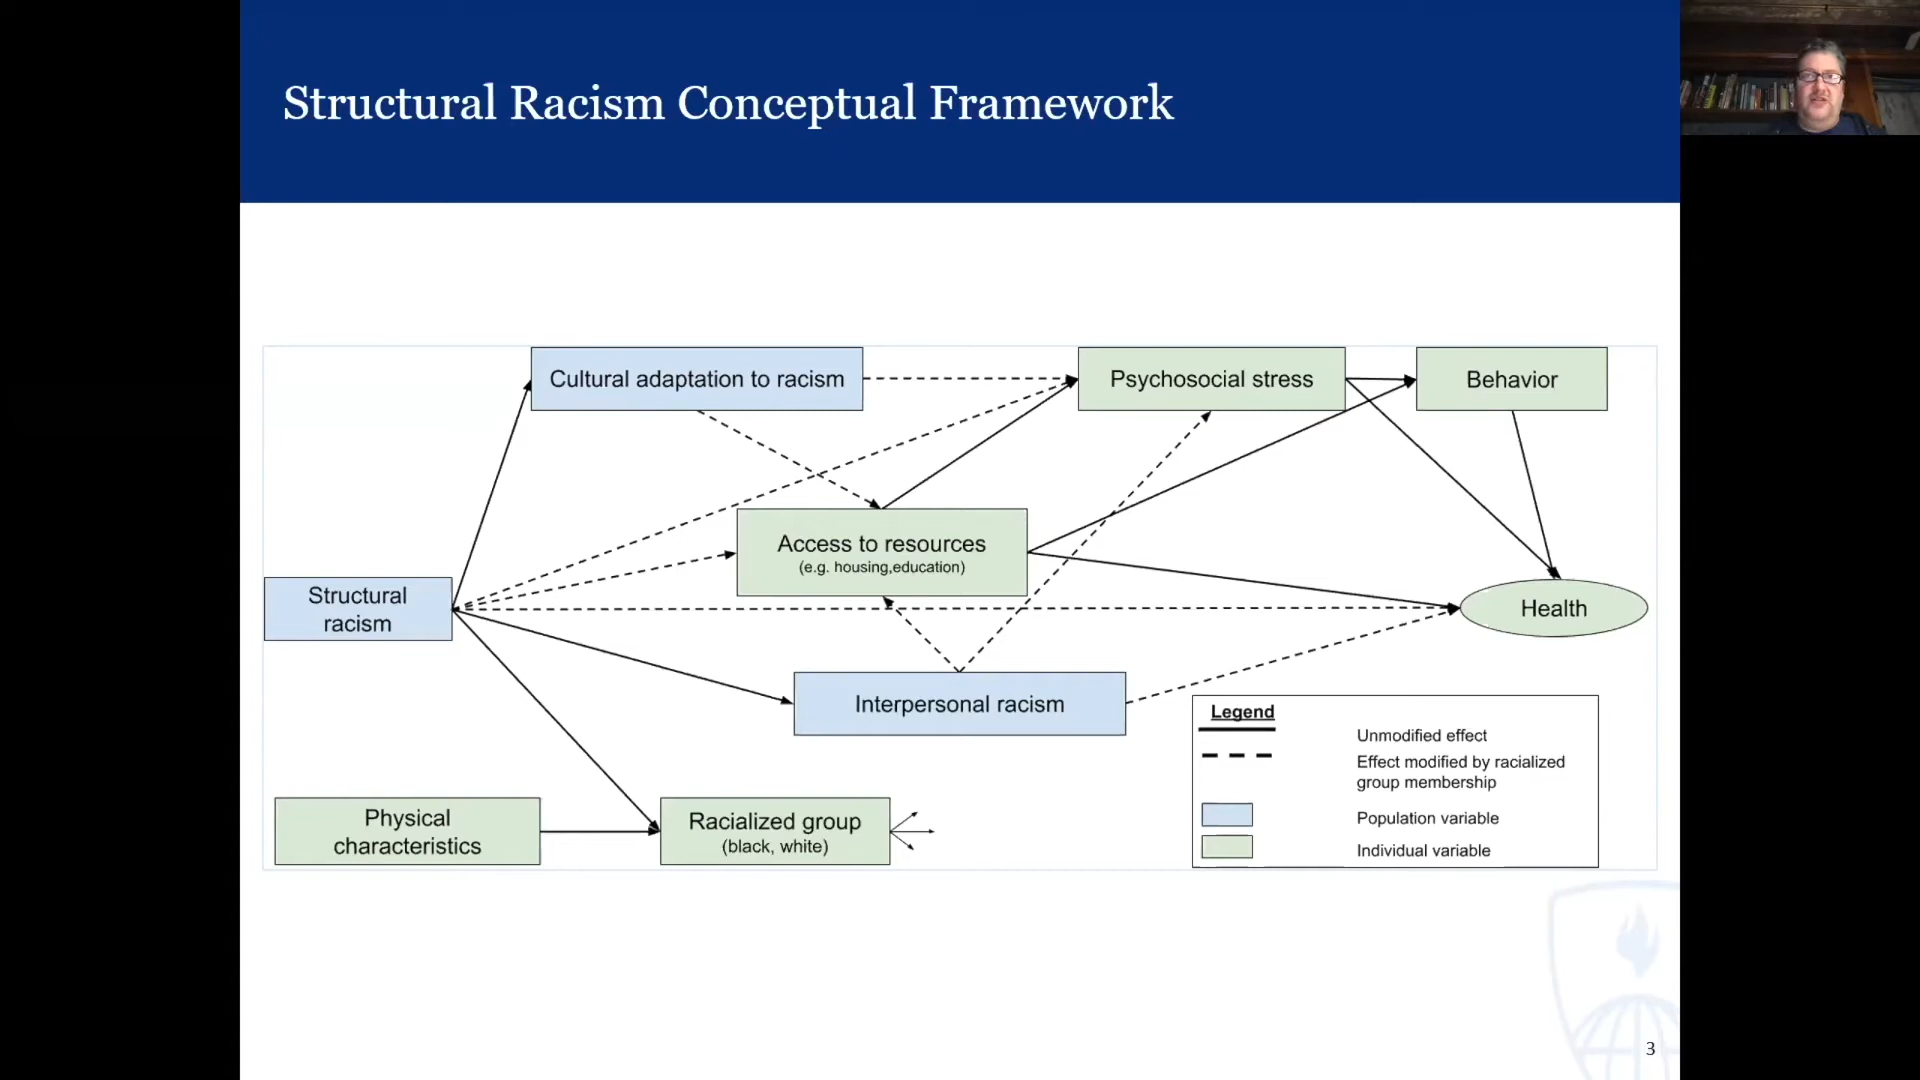 Structural Racism Conceptual Framework
Cultural adaptation to racism
Psychosocial stress
Behavior
Access to resources
(e.g. housing,education)
Structural
racism
Health
Interpersonal racism
Legend
Unmodified effect
Effect modified by racialized
group membership
Population variable
Individual variable
Physical
characteristics
Racialized group
(black, white)
3